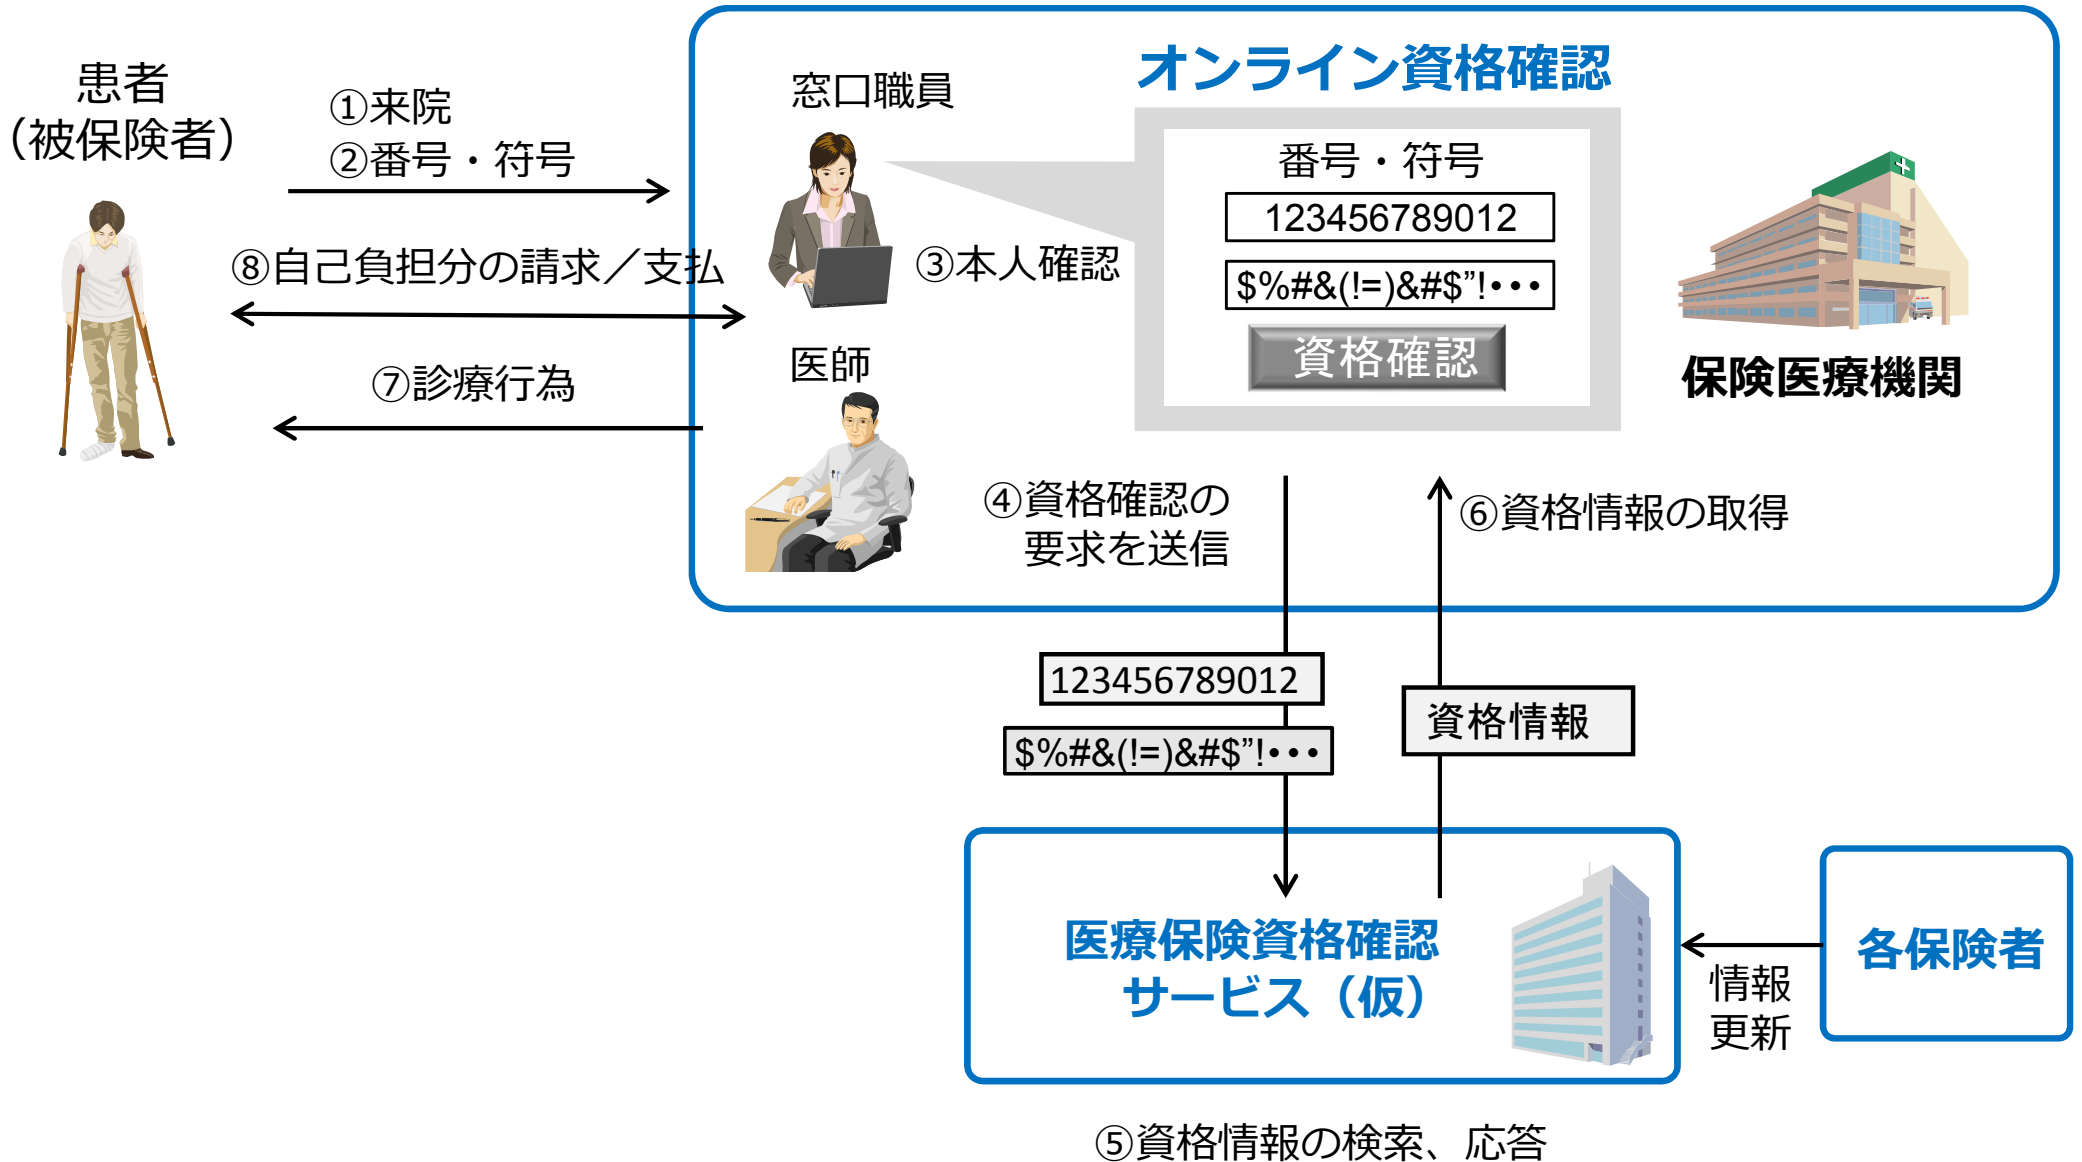 患者
（被保険者）
①来院
②番号・符号
⑧自己負担分の請求／支払
⑦診療行為
窓口職員
③本人確認
医師
オンライン資格確認
番号・符号
123456789012
$%#&(!=)&#$”!・・・
資格確認
保険医療機関
④資格確認の
要求を送信
⑥資格情報の取得
123456789012
$%#&(!=)&#$”!・・・
資格情報
医療保険資格確認
サービス（仮）
情報
更新
各保険者
⑤資格情報の検索、応答